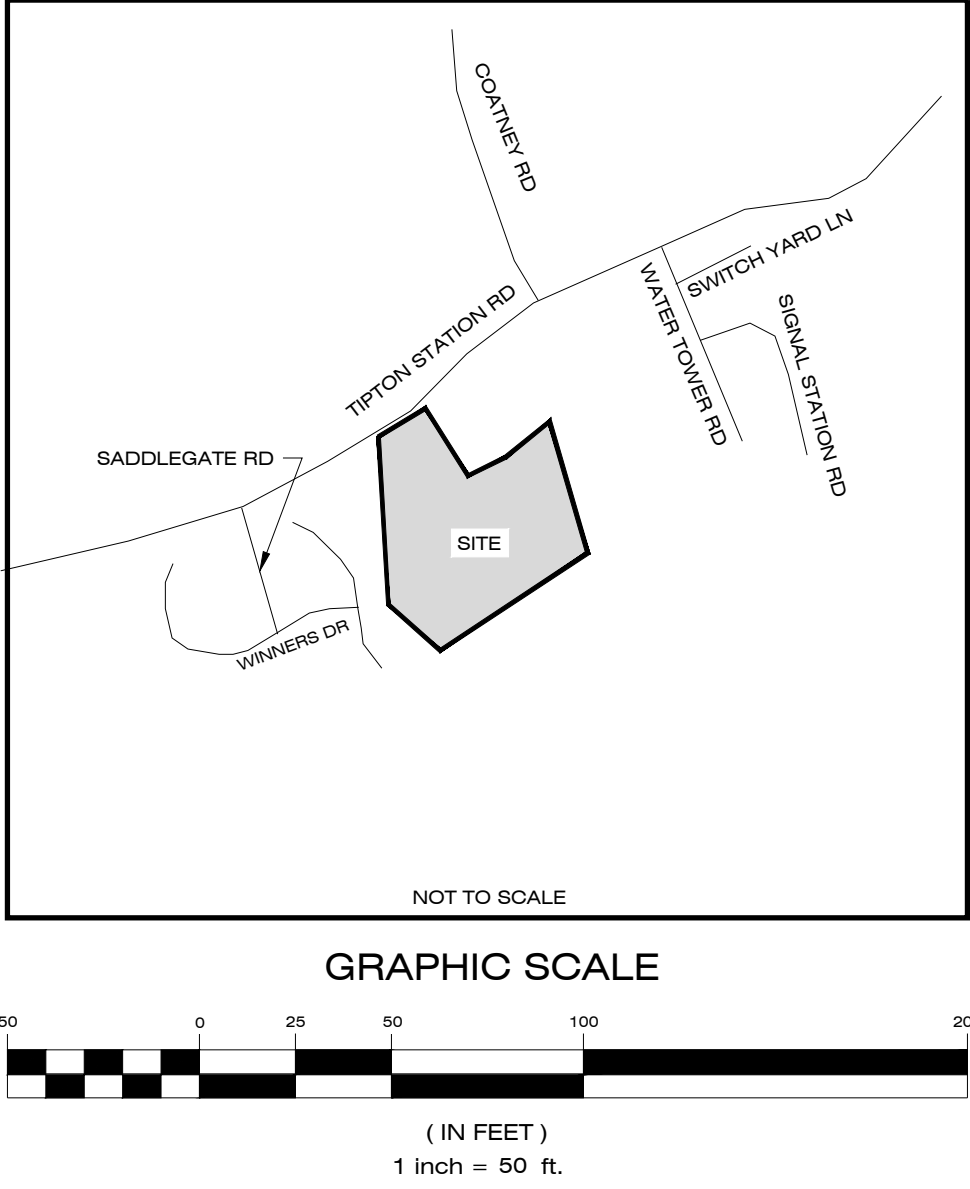 COATNEY RD
SWITCH YARD LN
TIPTON STATION RD
WATER TOWER RD
SIGNAL STATION RD
SADDLEGATE RD
SITE
WINNERS DR
NOT TO SCALE
GRAPHIC SCALE
50 0 25 50 100
( IN FEET )
1 inch = 50 ft.